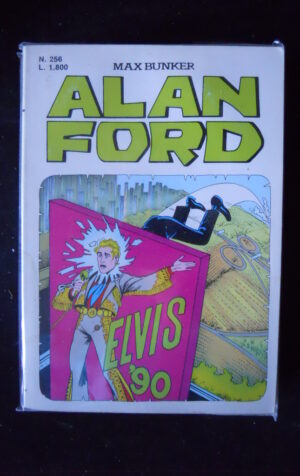 N. 256
L. 1.800
MAX BUNKER
ALAN
FORD
ELVIS
'90